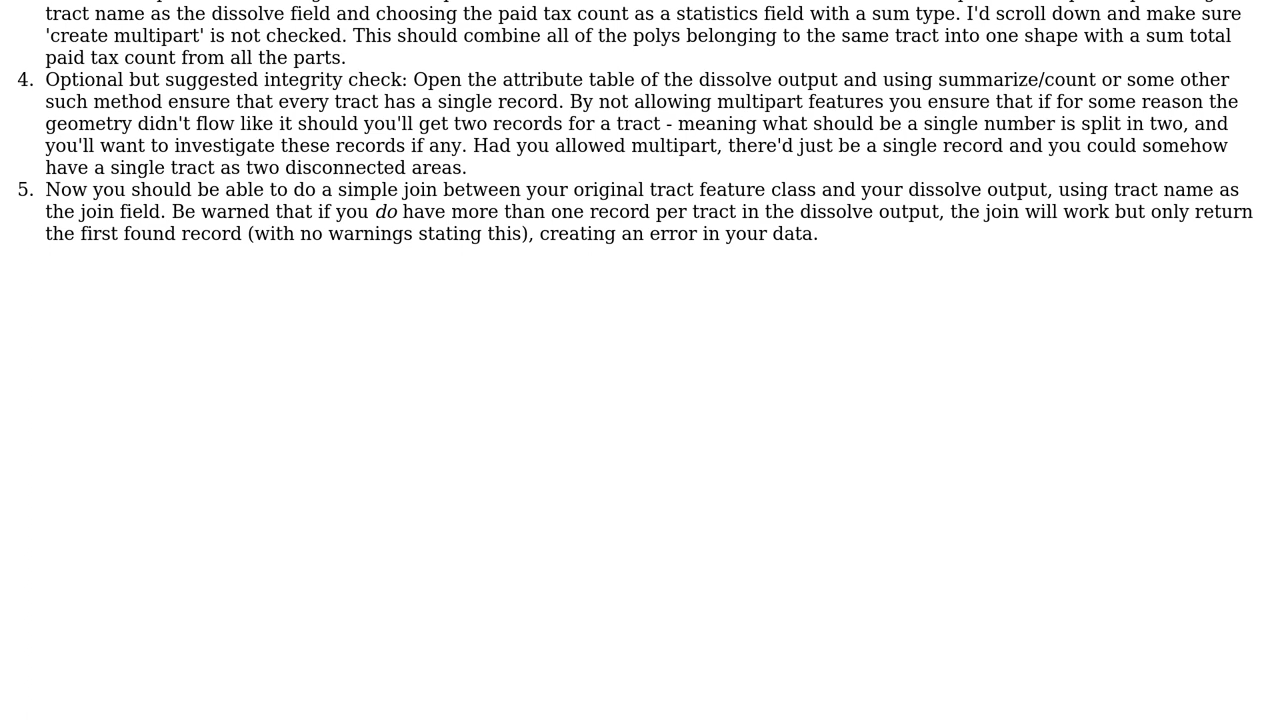 tract name as the dissolve field and choosing the paid tax count as a statistics field with a sum type. I'd scroll down and make sure
'create multipart' is not checked. This should combine all of the polys belonging to the same tract into one shape with a sum total
paid tax count from all the parts.
4. Optional but suggested integrity check: Open the attribute table of the dissolve output and using summarize/count or some other
such method ensure that every tract has a single record. By not allowing multipart features you ensure that if for some reason the
geometry didn't flow like it should you'll get two records for a tract - meaning what should be a single number is split in two, and
you'll want to investigate these records if any. Had you allowed multipart, there'd just be a single record and you could somehow
have a single tract as two disconnected areas.
5. Now you should be able to do a simple join between your original tract feature class and your dissolve output, using tract name as
the join field. Be warned that if you do have more than one record per tract in the dissolve output, the join will work but only return
the first found record (with no warnings stating this), creating an error in your data.